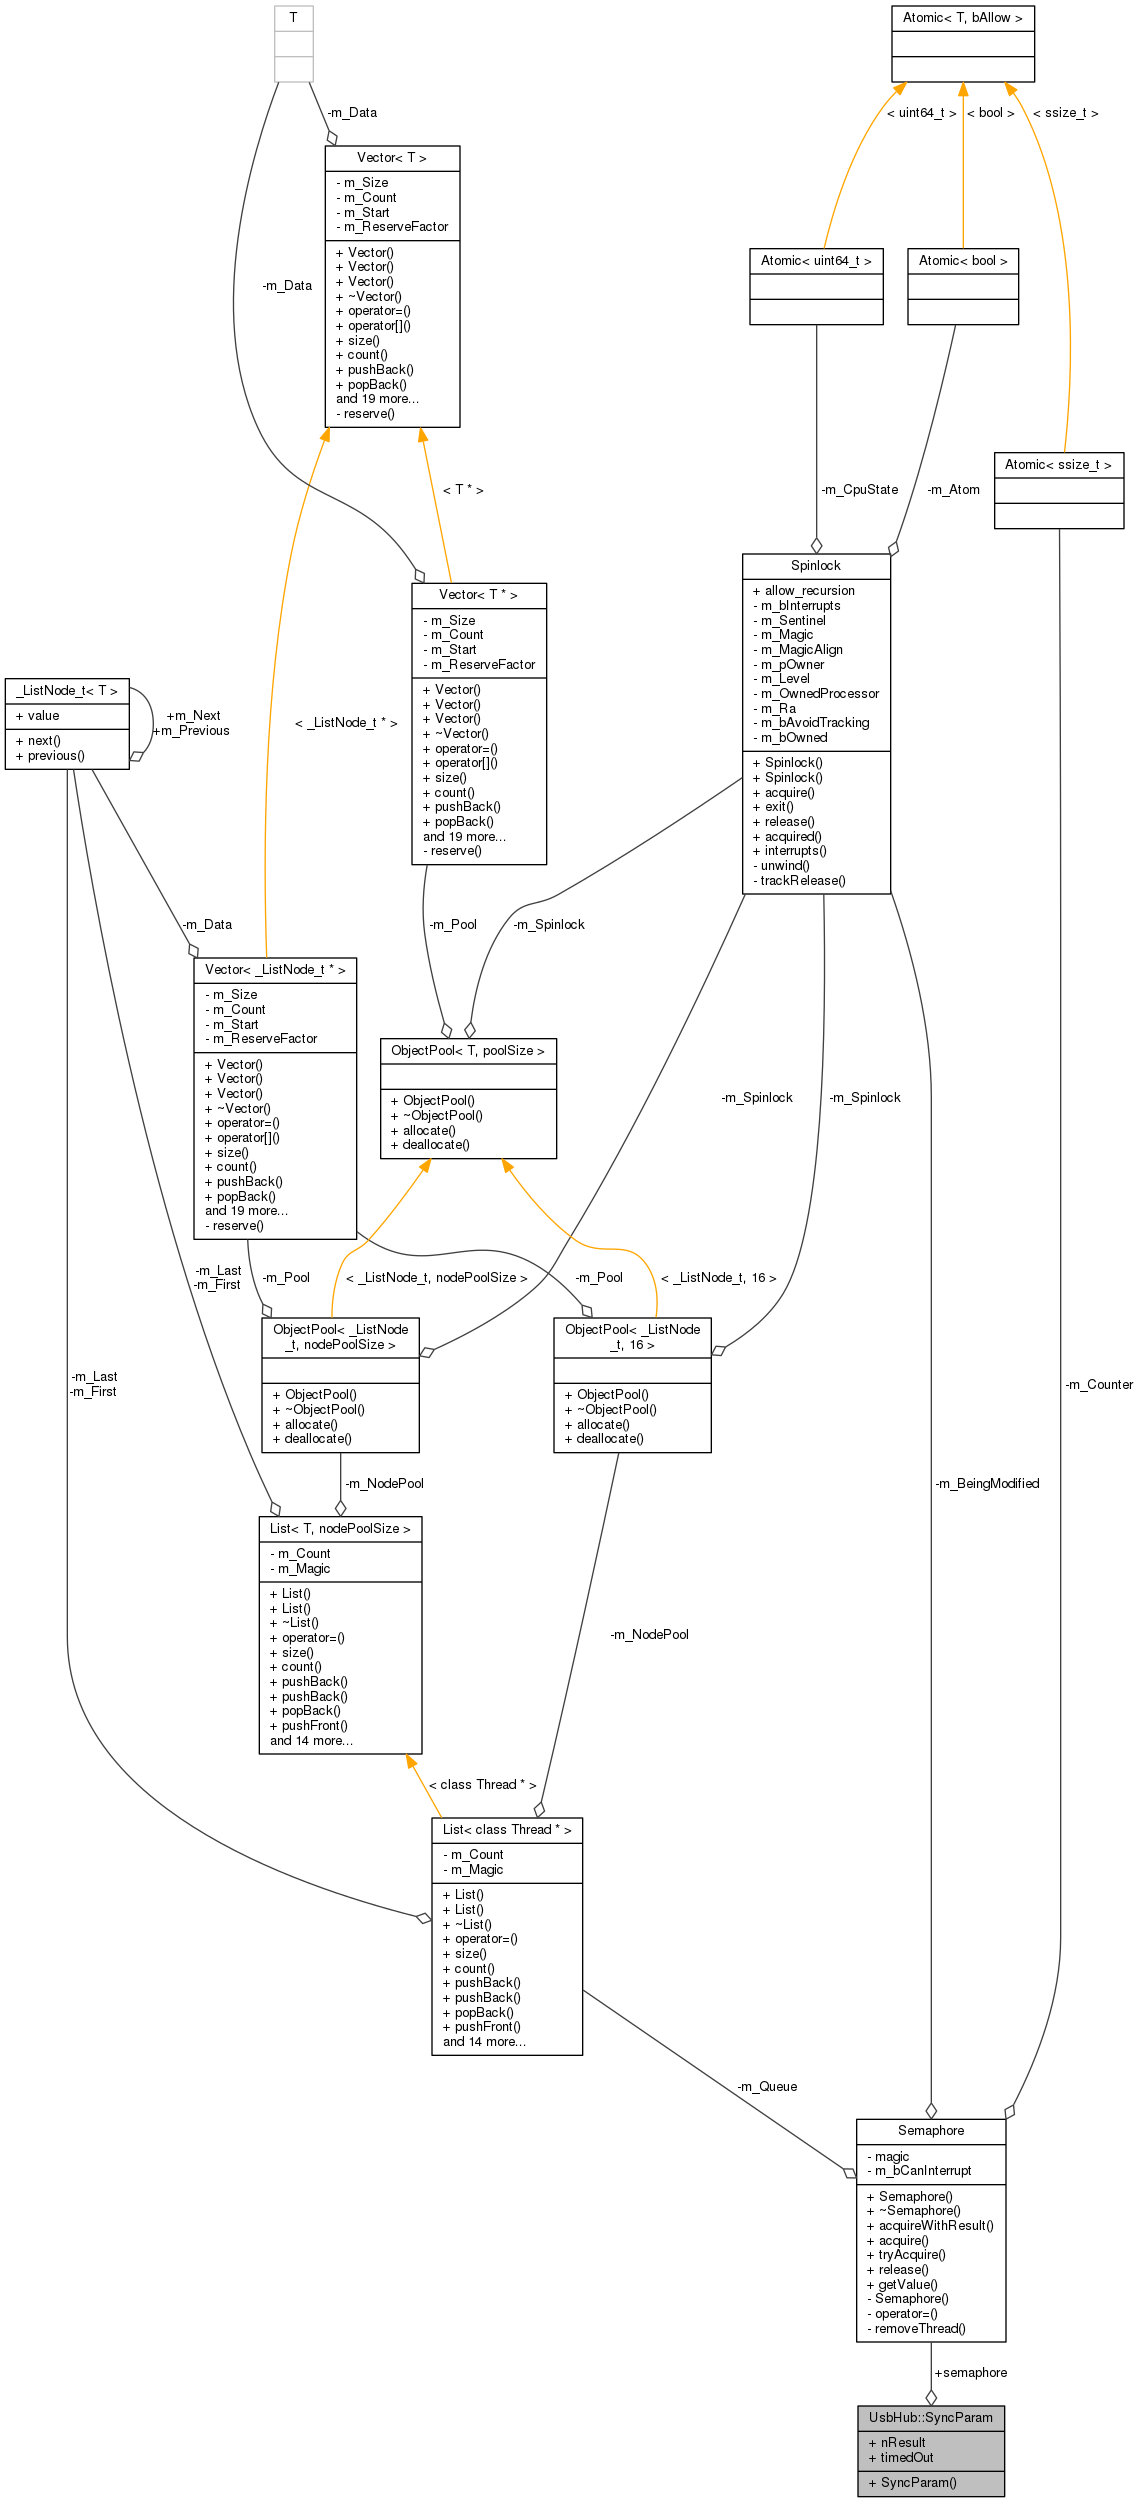 T
Atomic< T, bAllow >
-m_Data
< uint64_t >
< bool >
< ssize_t >
Vector< T >
- m_Size
- m_Count
- m_Start
- m_ReserveFactor
+ Vector()
+ Vector()
+ Vector()
+ ~Vector()
+ operator=()
+ operator[]()
+ size()
+ count()
+ pushBack()
+ popBack()
and 19 more...
- reserve()
-m_Data
Atomic< uint64_t >
Atomic< bool >
Atomic< ssize_t >
< T * >
-m_CpuState
-m_Atom
Vector< T * >
- m_Size
- m_Count
- m_Start
- m_ReserveFactor
+ Vector()
+ Vector()
+ Vector()
+ ~Vector()
+ operator=()
+ operator[]()
+ size()
+ count()
+ pushBack()
+ popBack()
and 19 more...
- reserve()
Spinlock
+ allow_recursion
- m_bInterrupts
- m_Sentinel
- m_Magic
- m_MagicAlign
- m_pOwner
- m_Level
- m_OwnedProcessor
- m_Ra
- m_bAvoidTracking
- m_bOwned
+ Spinlock()
+ Spinlock()
+ acquire()
+ exit()
+ release()
+ acquired()
+ interrupts()
- unwind()
- trackRelease()
_ListNode_t< T >
+ value
+ next()
+ previous()
+m_Next
+m_Previous
< _ListNode_t * >
-m_Data
-m_Pool
-m_Spinlock
Vector< _ListNode_t * >
- m_Size
- m_Count
- m_Start
- m_ReserveFactor
+ Vector()
+ Vector()
+ Vector()
+ ~Vector()
+ operator=()
+ operator[]()
+ size()
+ count()
+ pushBack()
+ popBack()
and 19 more...
- reserve()
ObjectPool< T, poolSize >
+ ObjectPool()
+ ~ObjectPool()
+ allocate()
+ deallocate()
-m_Spinlock
-m_Spinlock
-m_Last
-m_First
-m_Pool
< _ListNode_t, nodePoolSize >
-m_Pool
< _ListNode_t, 16 >
ObjectPool< _ListNode
_t, nodePoolSize >
+ ObjectPool()
+ ~ObjectPool()
+ allocate()
+ deallocate()
ObjectPool< _ListNode
_t, 16 >
+ ObjectPool()
+ ~ObjectPool()
+ allocate()
+ deallocate()
-m_Last
-m_First
-m_Counter
-m_NodePool
-m_BeingModified
List< T, nodePoolSize >
- m_Count
- m_Magic
+ List()
+ List()
+ ~List()
+ operator=()
+ size()
+ count()
+ pushBack()
+ pushBack()
+ popBack()
+ pushFront()
and 14 more...
-m_NodePool
< class Thread * >
List< class Thread * >
- m_Count
- m_Magic
+ List()
+ List()
+ ~List()
+ operator=()
+ size()
+ count()
+ pushBack()
+ pushBack()
+ popBack()
+ pushFront()
and 14 more...
-m_Queue
Semaphore
- magic
- m_bCanInterrupt
+ Semaphore()
+ ~Semaphore()
+ acquireWithResult()
+ acquire()
+ tryAcquire()
+ release()
+ getValue()
- Semaphore()
- operator=()
- removeThread()
+semaphore
UsbHub::SyncParam
+ nResult
+ timedOut
+ SyncParam()